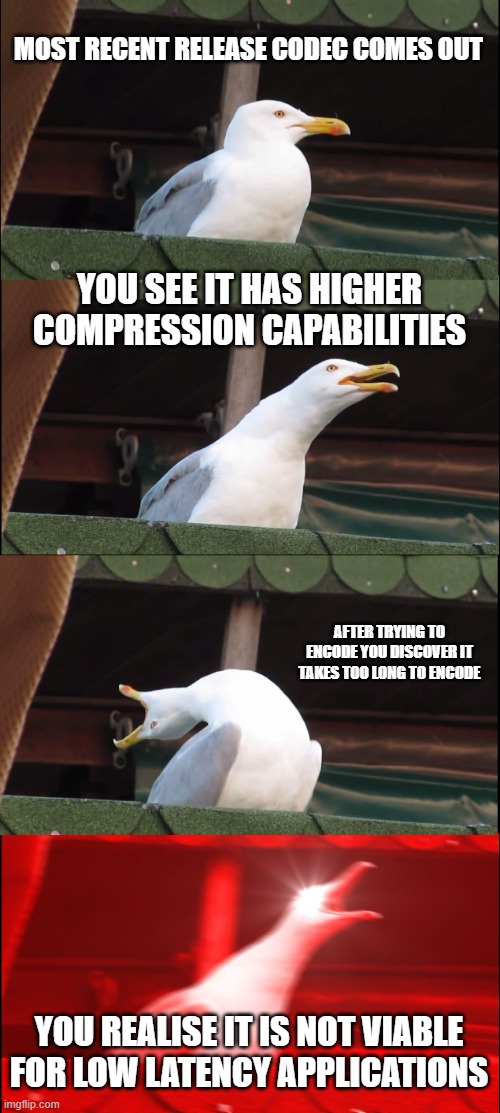 MOST RECENT RELEASE CODEC COMES OUT
YOU SEE IT HAS HIGHER
COMPRESSION CAPABILITIES
AFTER TRYING TO
ENCODE YOU DISCOVER IT
TAKES TOO LONG TO ENCODE
YOU REALISE IT IS NOT VIABLE
FOR LOW LATENCY APPLICATIONS
imgflip.com